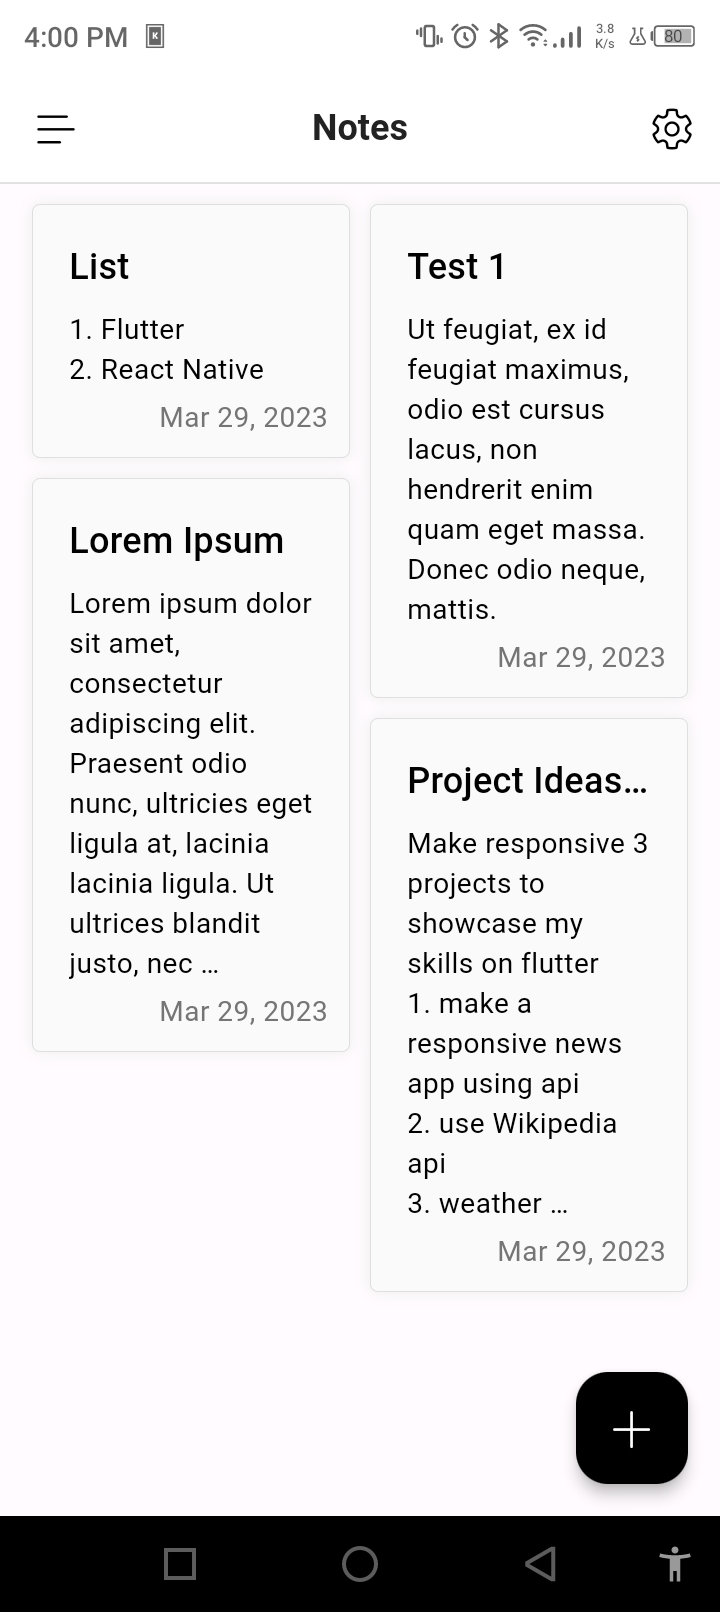 4:00 PM
3.8
K/s
80
Notes
List
1. Flutter
2. React Native
Mar 29, 2023
Lorem Ipsum
Lorem ipsum dolor
sit amet,
consectetur
adipiscing elit.
Praesent odio
nunc, ultricies eget
ligula at, lacinia
lacinia ligula. Ut
ultrices blandit
justo, nec ...
Mar 29, 2023
Test 1
Ut feugiat, ex id
feugiat maximus,
odio est cursus
lacus, non
hendrerit enim
quam eget massa.
Donec odio neque,
mattis.
Mar 29, 2023
Project Ideas...
Make responsive 3
projects to
showcase my
skills on flutter
1. make a
responsive news
app using api
2. use Wikipedia
api
3. weather ...
Mar 29, 2023